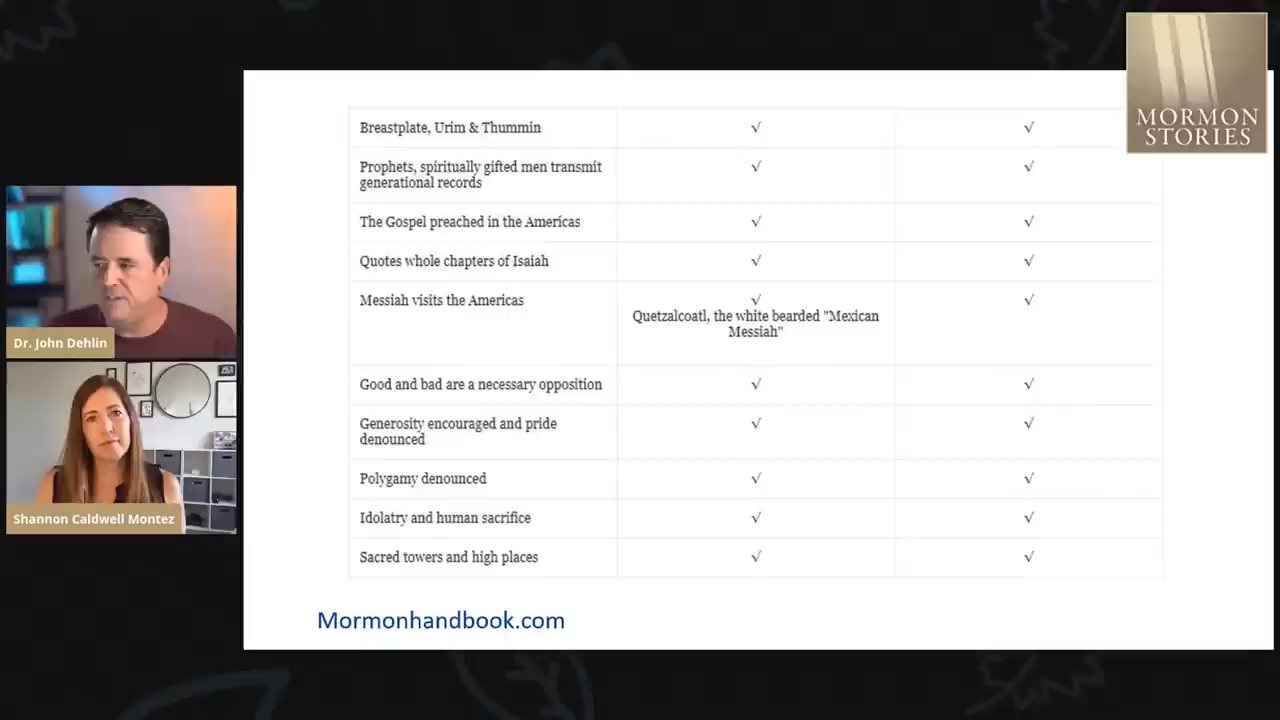 MORMON
STORIES
Breastplate, Urim & Thummin √ √
Prophets, spiritually gifted men transmit √ √
generational records
The Gospel preached in the Americas √ √
Quotes whole chapters of Isaiah √ √
Messiah visits the Americas √ √
Quetzalcoatl, the white bearded "Mexican
Messiah"
Good and bad are a necessary opposition √ √
Generosity encouraged and pride √ √
denounced
Polygamy denounced √ √
Idolatry and human sacrifice √ √
Sacred towers and high places √ √
Mormonhandbook.com
Dr. John Dehlin
Shannon Caldwell Montez